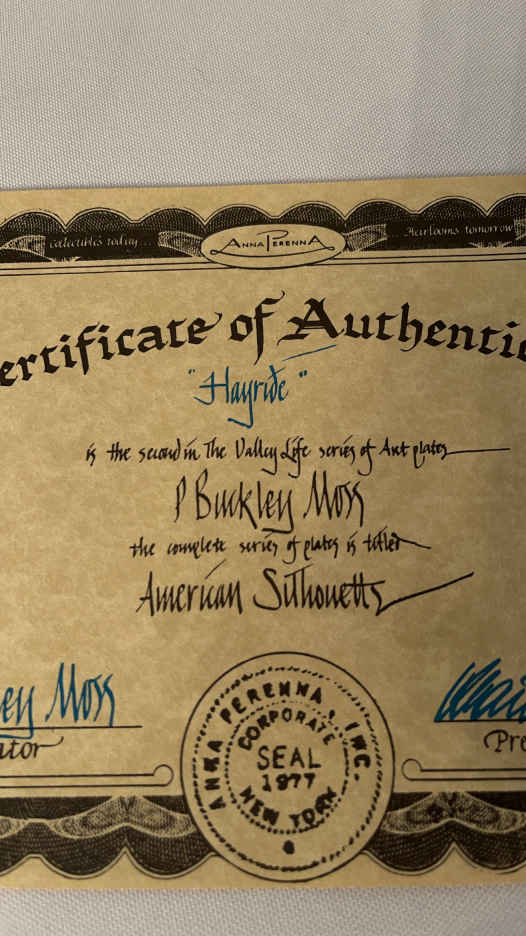 Collectibles today...
ANNA PERENNA
...Heirlooms tomorrow
ertificate of Authentic
"Hayride"
is the second in The Valley Life series of Art plates
P Buckley Moss
the complete series of plates is titled
American Silhouettes
ey Moss
ator
Pre
ANNA PERENNA, INC.
CORPORATE
SEAL
1977
NEW YORK